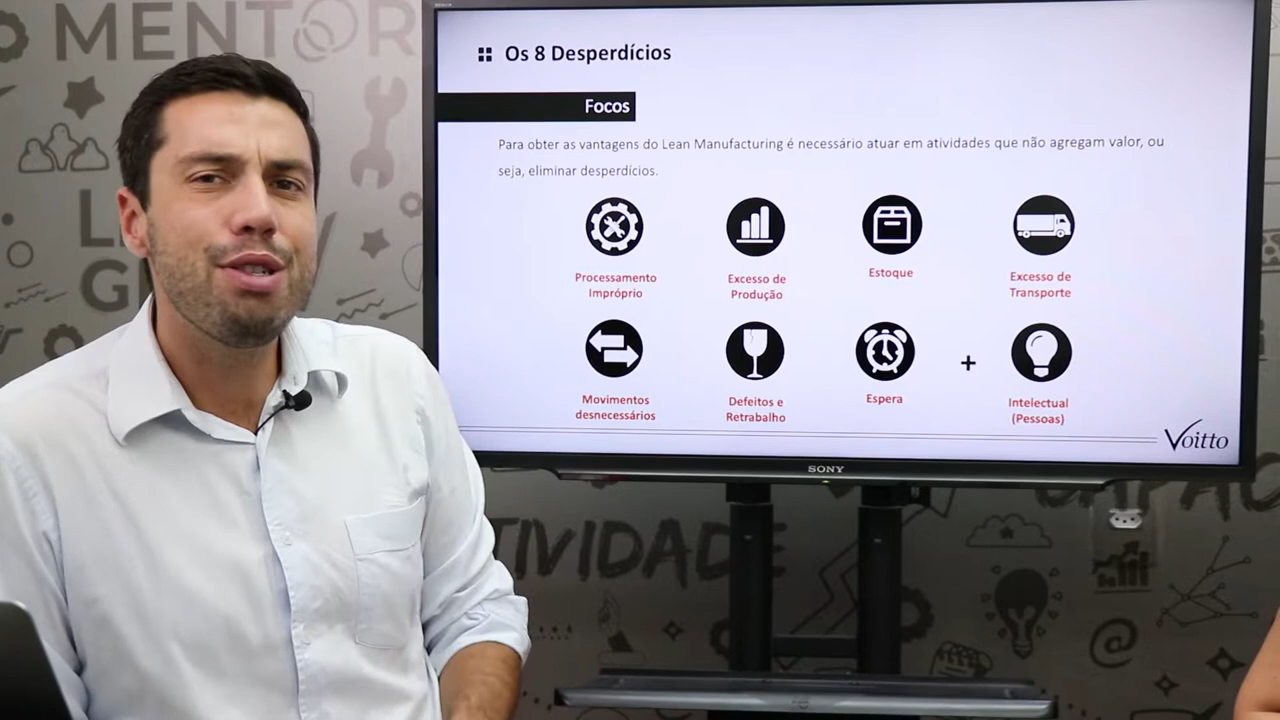 MENTOR
Os 8 Desperdícios
Focos
Para obter as vantagens do Lean Manufacturing é necessário atuar em atividades que não agregam valor, ou
seja, eliminar desperdícios.
Processamento
Impróprio
Excesso de
Produção
Estoque
Excesso de
Transporte
Movimentos
desnecessários
Defeitos e
Retrabalho
Espera
+
Intelectual
(Pessoas)
Voitto
SONY
TIVIDADE